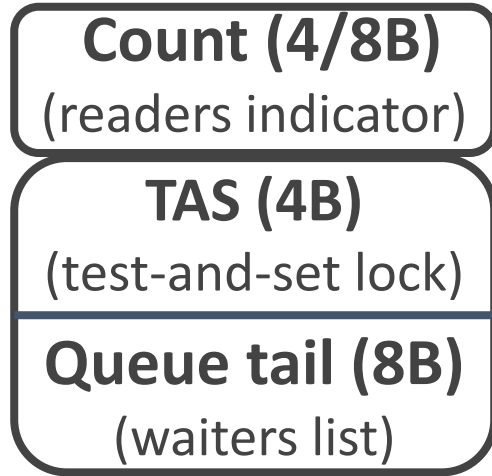 Count (4/8B)
(readers indicator)
TAS (4B)
(test-and-set lock)
Queue tail (8B)
(waiters list)